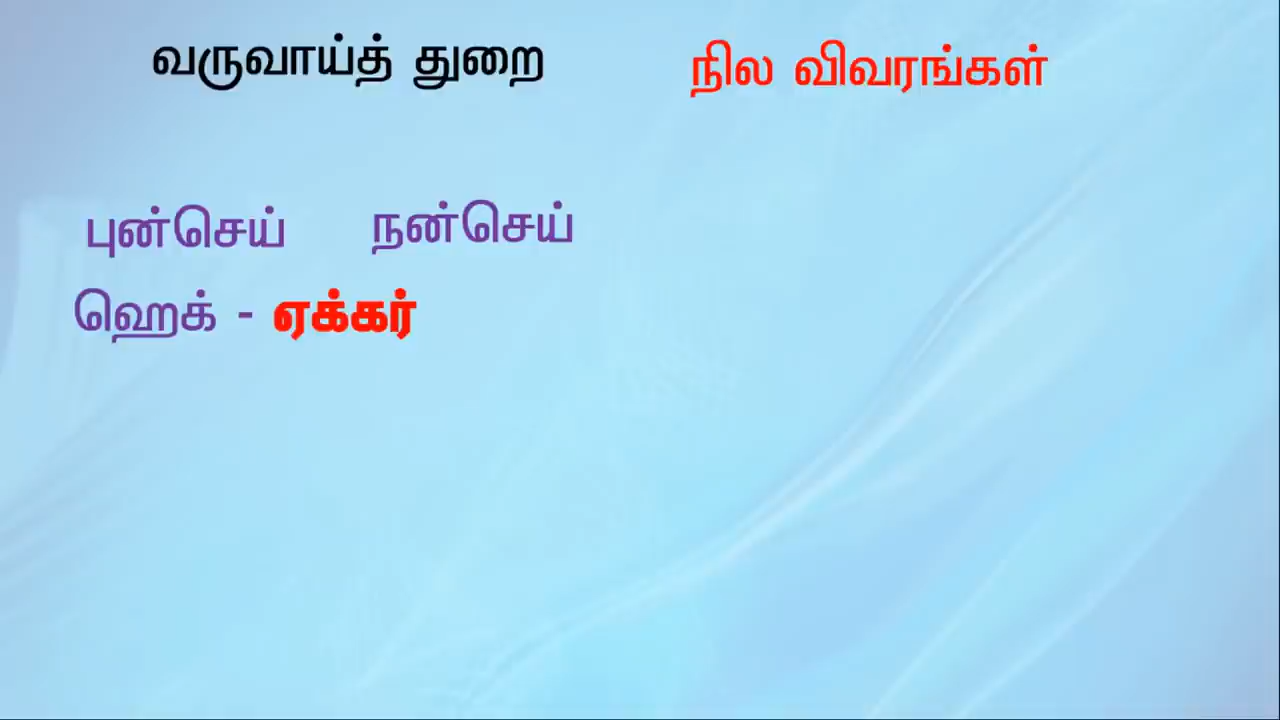 வருவாய்த் துறை நில விவரங்கள்
புன்செய் நன்செய்
ஹெக் - ஏக்கர்